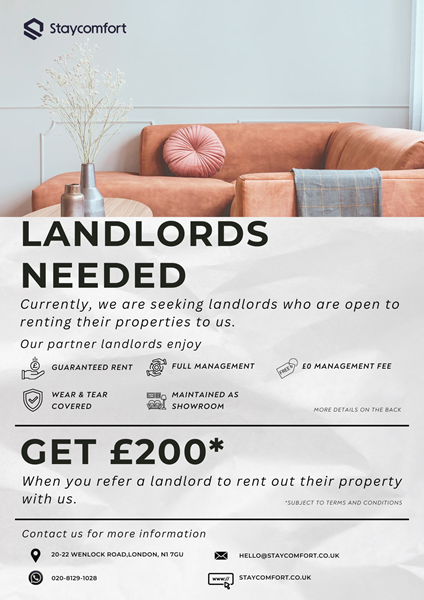 Staycomfort
LANDLORDS
NEEDED
Currently, we are seeking landlords who are open to
renting their properties to us.
Our partner landlords enjoy
GUARANTEED RENT
FULL MANAGEMENT
FREE
£0 MANAGEMENT FEE
WEAR & TEAR
COVERED
MAINTAINED AS
SHOWROOM
MORE DETAILS ON THE BACK
GET £200*
When you refer a landlord to rent out their property
with us.
*SUBJECT TO TERMS AND CONDITIONS
Contact us for more information
20-22 WENLOCK ROAD,LONDON, N1 7GU
HELLO@STAYCOMFORT.CO.UK
020-8129-1028
www//
STAYCOMFORT.CO.UK